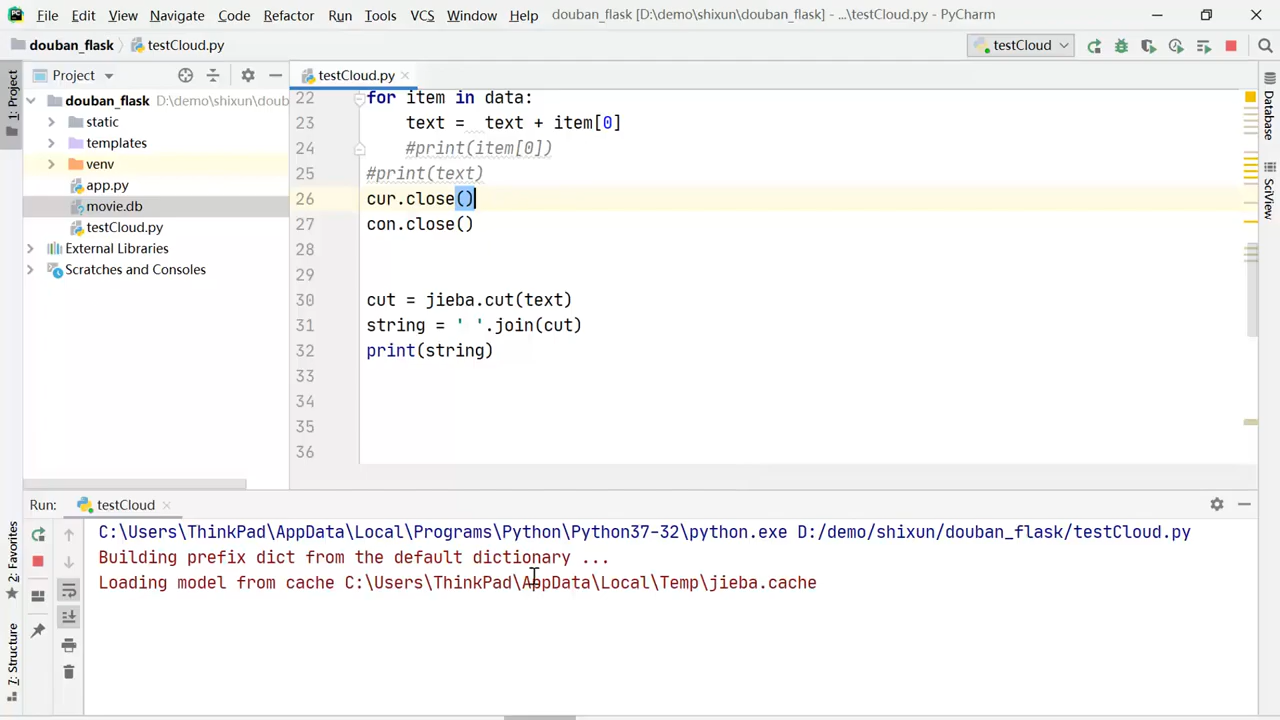 File Edit View Navigate Code Refactor Run Tools VCS Window Help douban_flask [D:\demo\shixun\douban_flask] - ...\testCloud.py - PyCharm
douban_flask testCloud.py testCloud
1: Project
Project
testCloud.py
douban_flask D:\demo\shixun\doub
static
templates
venv
app.py
movie.db
testCloud.py
External Libraries
Scratches and Consoles
22 for item in data:
23 text = text + item[0]
24 #print(item[0])
25 #print(text)
26 cur.close()
27 con.close()
28
29
30 cut = jieba.cut(text)
31 string = ' '.join(cut)
32 print(string)
33
34
35
36
Database
SciView
Run: testCloud
C:\Users\ThinkPad\AppData\Local\Programs\Python\Python37-32\python.exe D:/demo/shixun/douban_flask/testCloud.py
Building prefix dict from the default dictionary ...
Loading model from cache C:\Users\ThinkPad\AppData\Local\Temp\jieba.cache
2: Favorites
7: Structure